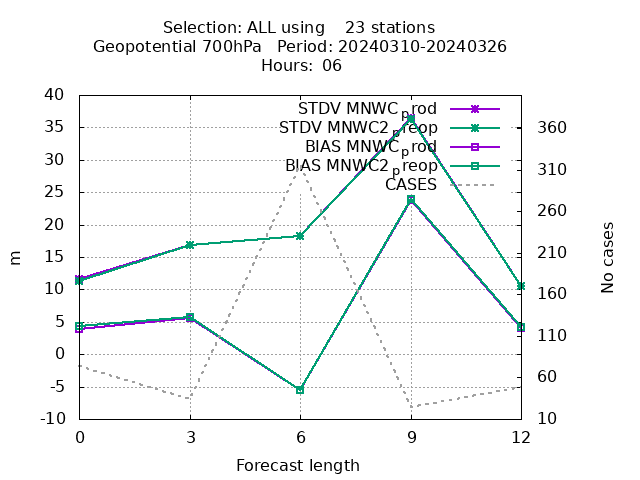 Selection: ALL using    23 stations
Geopotential 700hPa   Period: 20240310-20240326
Hours:  06
STDV MNWC_prod
STDV MNWC2_preop
BIAS MNWC_prod
BIAS MNWC2_preop
CASES
40
35
30
25
20
15
10
5
0
-5
-10
m
360
310
260
210
160
110
60
10
No cases
0 3 6 9 12
Forecast length